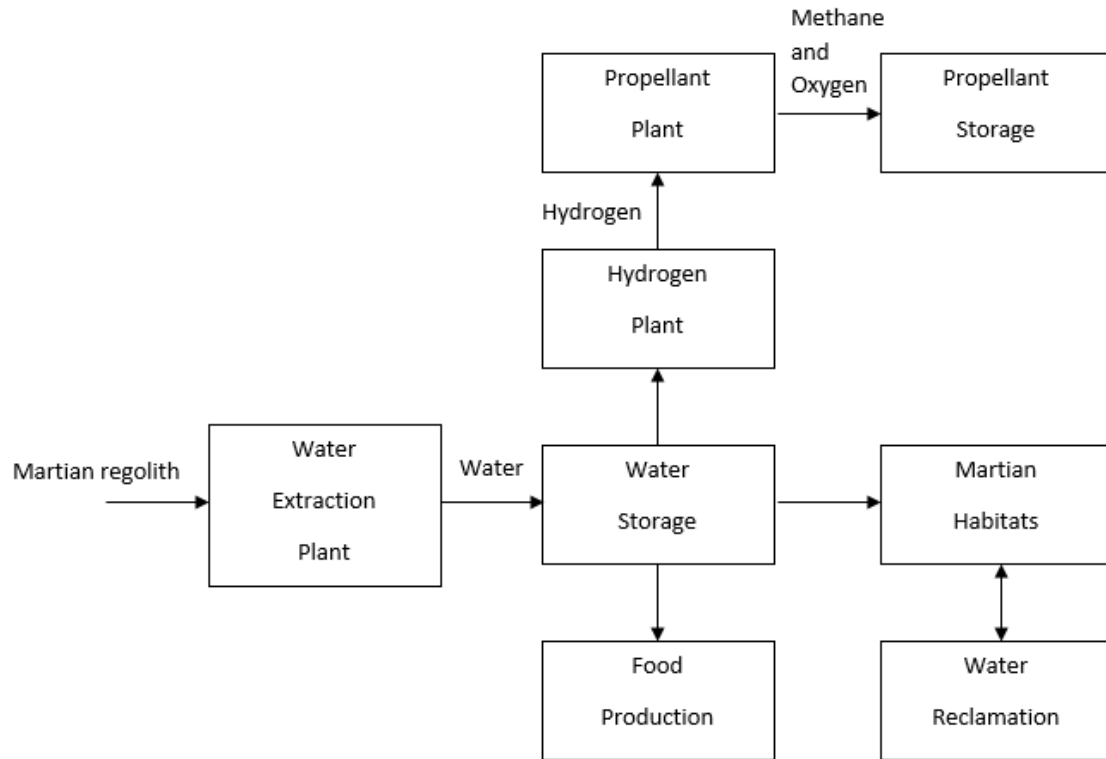 Methane
and
Oxygen
Propellant
Plant
Propellant
Storage
Hydrogen
Hydrogen
Plant
Martian regolith
Water
Extraction
Plant
Water
Water
Storage
Martian
Habitats
Food
Production
Water
Reclamation